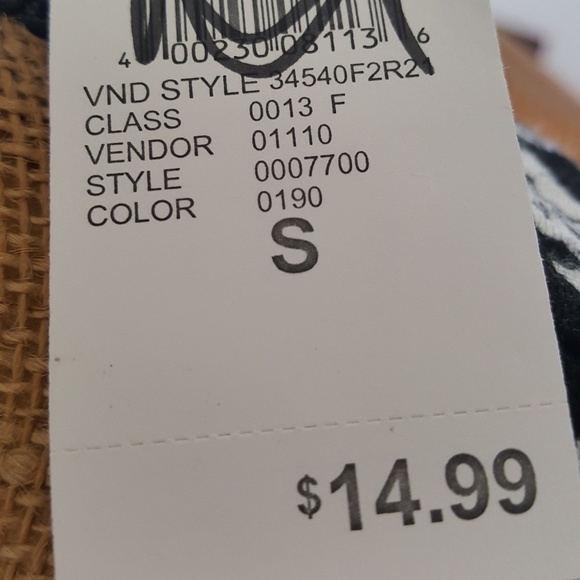 4 00230 08113 6
VND STYLE 34540F2R21
CLASS 0013 F
VENDOR 01110
STYLE 0007700
COLOR 0190
S
$14.99